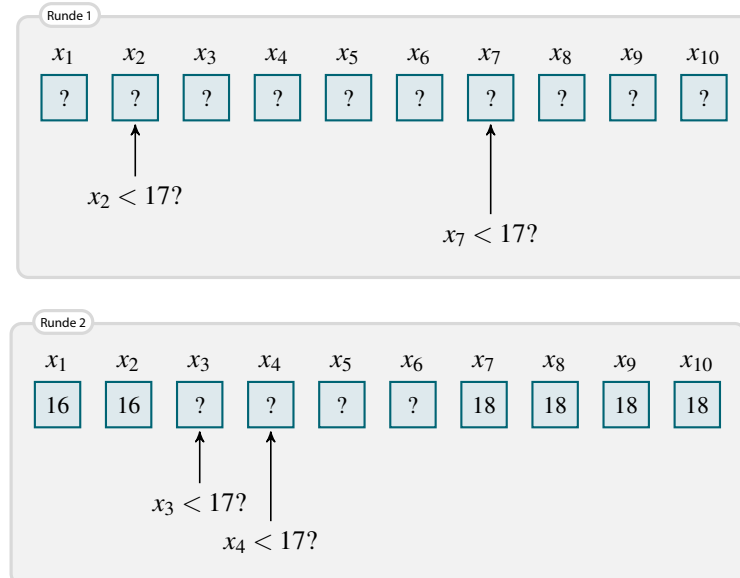 Runde 1
x₁ x₂ x₃ x₄ x₅ x₆ x₇ x₈ x₉ x₁₀
? ? ? ? ? ? ? ? ? ?
x₂ < 17?
x₇ < 17?
Runde 2
x₁ x₂ x₃ x₄ x₅ x₆ x₇ x₈ x₉ x₁₀
16 16 ? ? ? ? 18 18 18 18
x₃ < 17?
x₄ < 17?